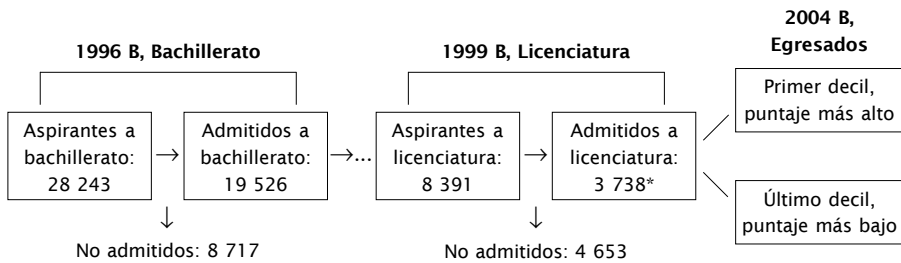 1996 B, Bachillerato
1999 B, Licenciatura
2004 B,
Egresados
Aspirantes a
bachillerato:
28 243
Admitidos a
bachillerato:
19 526
...
Aspirantes a
licenciatura:
8 391
Admitidos a
licenciatura:
3 738*
Primer decil,
puntaje más alto
Último decil,
puntaje más bajo
No admitidos: 8 717
No admitidos: 4 653